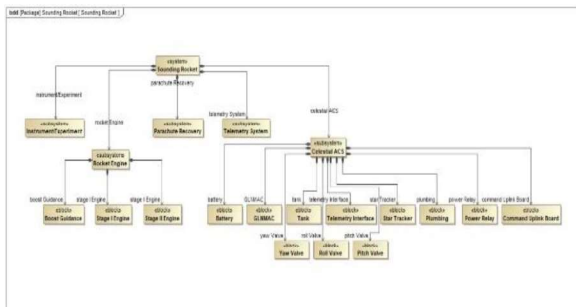 bdd [Package] Sounding Rocket [ Sounding Rocket ]
«system»
Sounding Rocket
parachute Recovery
instrument/Experiment
telemetry System
rocket Engine
celestial ACS
«subsystem»
Instrument/Experiment
«subsystem»
Parachute Recovery
«subsystem»
Telemetry System
«subsystem»
Celestial ACS
«subsystem»
Rocket Engine
boost Guidance
stage I Engine
stage II Engine
battery
GLNMAC
tank
telemetry Interface
star Tracker
plumbing
power Relay
command Uplink Board
«block»
Boost Guidance
«block»
Stage I Engine
«block»
Stage II Engine
«block»
Battery
«block»
GLNMAC
«block»
Tank
«block»
Telemetry Interface
«block»
Star Tracker
«block»
Plumbing
«block»
Power Relay
«block»
Command Uplink Board
yaw Valve
roll Valve
pitch Valve
«block»
Yaw Valve
«block»
Roll Valve
«block»
Pitch Valve